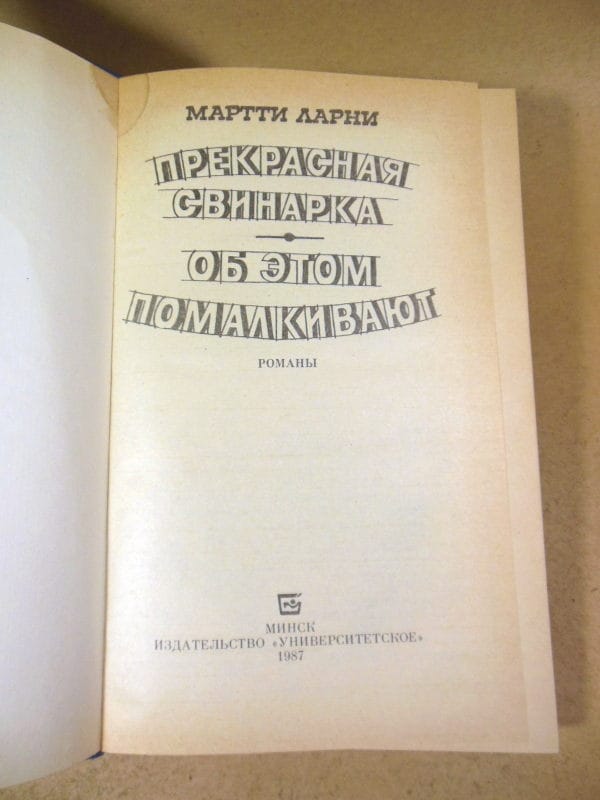 МАРТТИ ЛАРНИ
ПРЕКРАСНАЯ
СВИНАРКА
ОБ ЭТОМ
ПОМАЛКИВАЮТ
РОМАНЫ
МИНСК
ИЗДАТЕЛЬСТВО «УНИВЕРСИТЕТСКОЕ»
1987